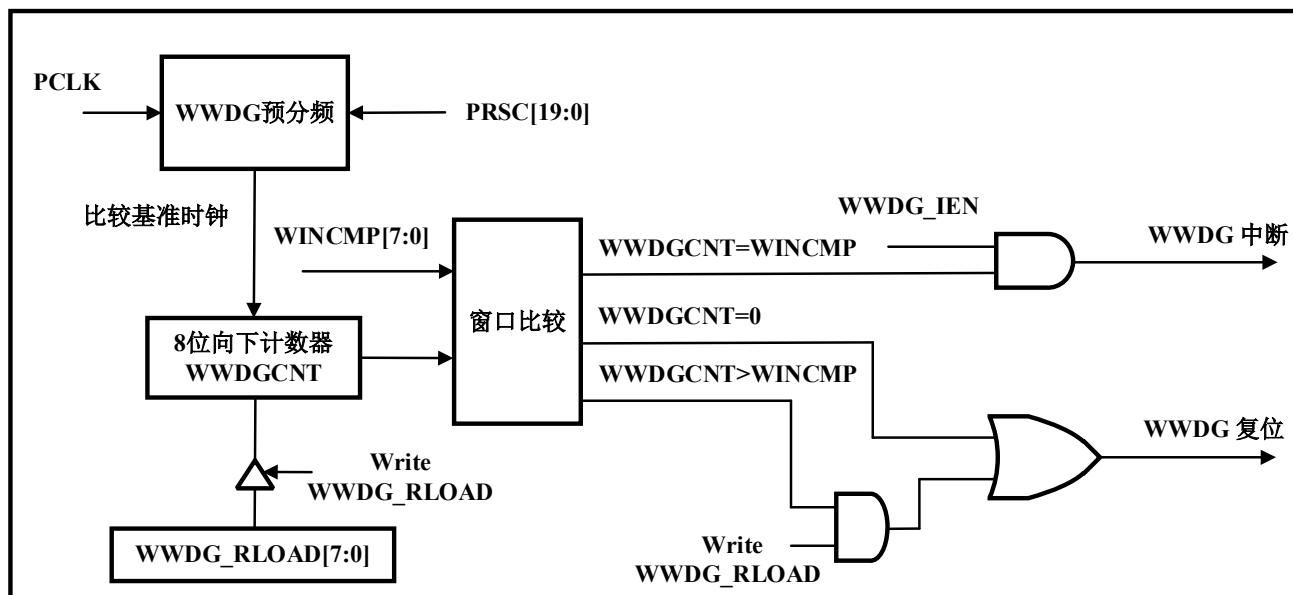 PCLK
WWDG预分频
PRSC[19:0]
比较基准时钟
WINCMP[7:0]
WWDG_IEN
WWDGCNT=WINCMP
WWDG 中断
窗口比较
WWDGCNT=0
8位向下计数器
WWDGCNT
WWDGCNT>WINCMP
WWDG 复位
Write
WWDG_RLOAD
WWDG_RLOAD[7:0]
Write
WWDG_RLOAD